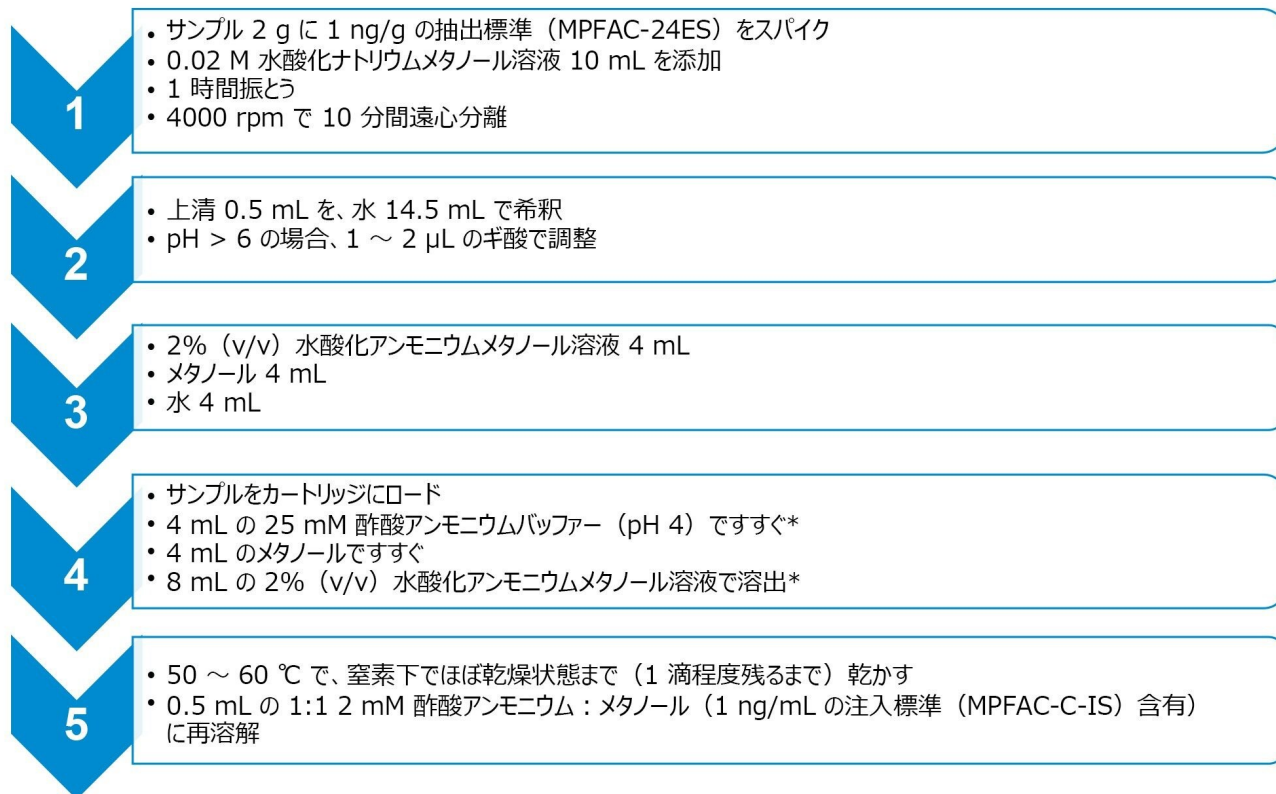 1
• サンプル 2 g に 1 ng/g の抽出標準（MPFAC-24ES）をスパイク
• 0.02 M 水酸化ナトリウムメタノール溶液 10 mL を添加
• 1 時間振とう
• 4000 rpm で 10 分間遠心分離
2
• 上清 0.5 mL を、水 14.5 mL で希釈
• pH > 6 の場合、1 ～ 2 µL のギ酸で調整
3
• 2%（v/v）水酸化アンモニウムメタノール溶液 4 mL
• メタノール 4 mL
• 水 4 mL
4
• サンプルをカートリッジにロード
• 4 mL の 25 mM 酢酸アンモニウムバッファー（pH 4）ですすぐ*
• 4 mL のメタノールですすぐ
• 8 mL の 2%（v/v）水酸化アンモニウムメタノール溶液で溶出*
5
• 50 ～ 60 ℃ で、窒素下でほぼ乾燥状態まで（1 滴程度残るまで）乾かす
• 0.5 mL の 1:1 2 mM 酢酸アンモニウム：メタノール（1 ng/mL の注入標準（MPFAC-C-IS）含有）
に再溶解